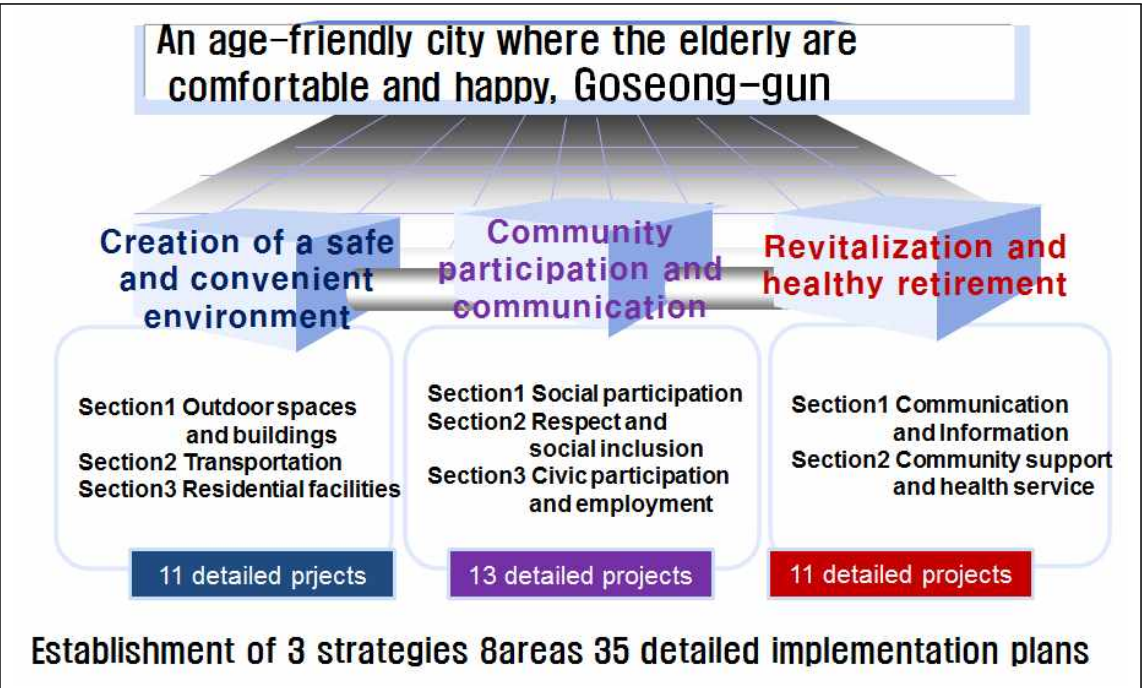 An age-friendly city where the elderly are
comfortable and happy, Goseong-gun
Creation of a safe
and convenient
environment
Section1 Outdoor spaces
and buildings
Section2 Transportation
Section3 Residential facilities
11 detailed prjects
Community
participation and
communication
Section1 Social participation
Section2 Respect and
social inclusion
Section3 Civic participation
and employment
13 detailed projects
Revitalization and
healthy retirement
Section1 Communication
and Information
Section2 Community support
and health service
11 detailed projects
Establishment of 3 strategies 8areas 35 detailed implementation plans